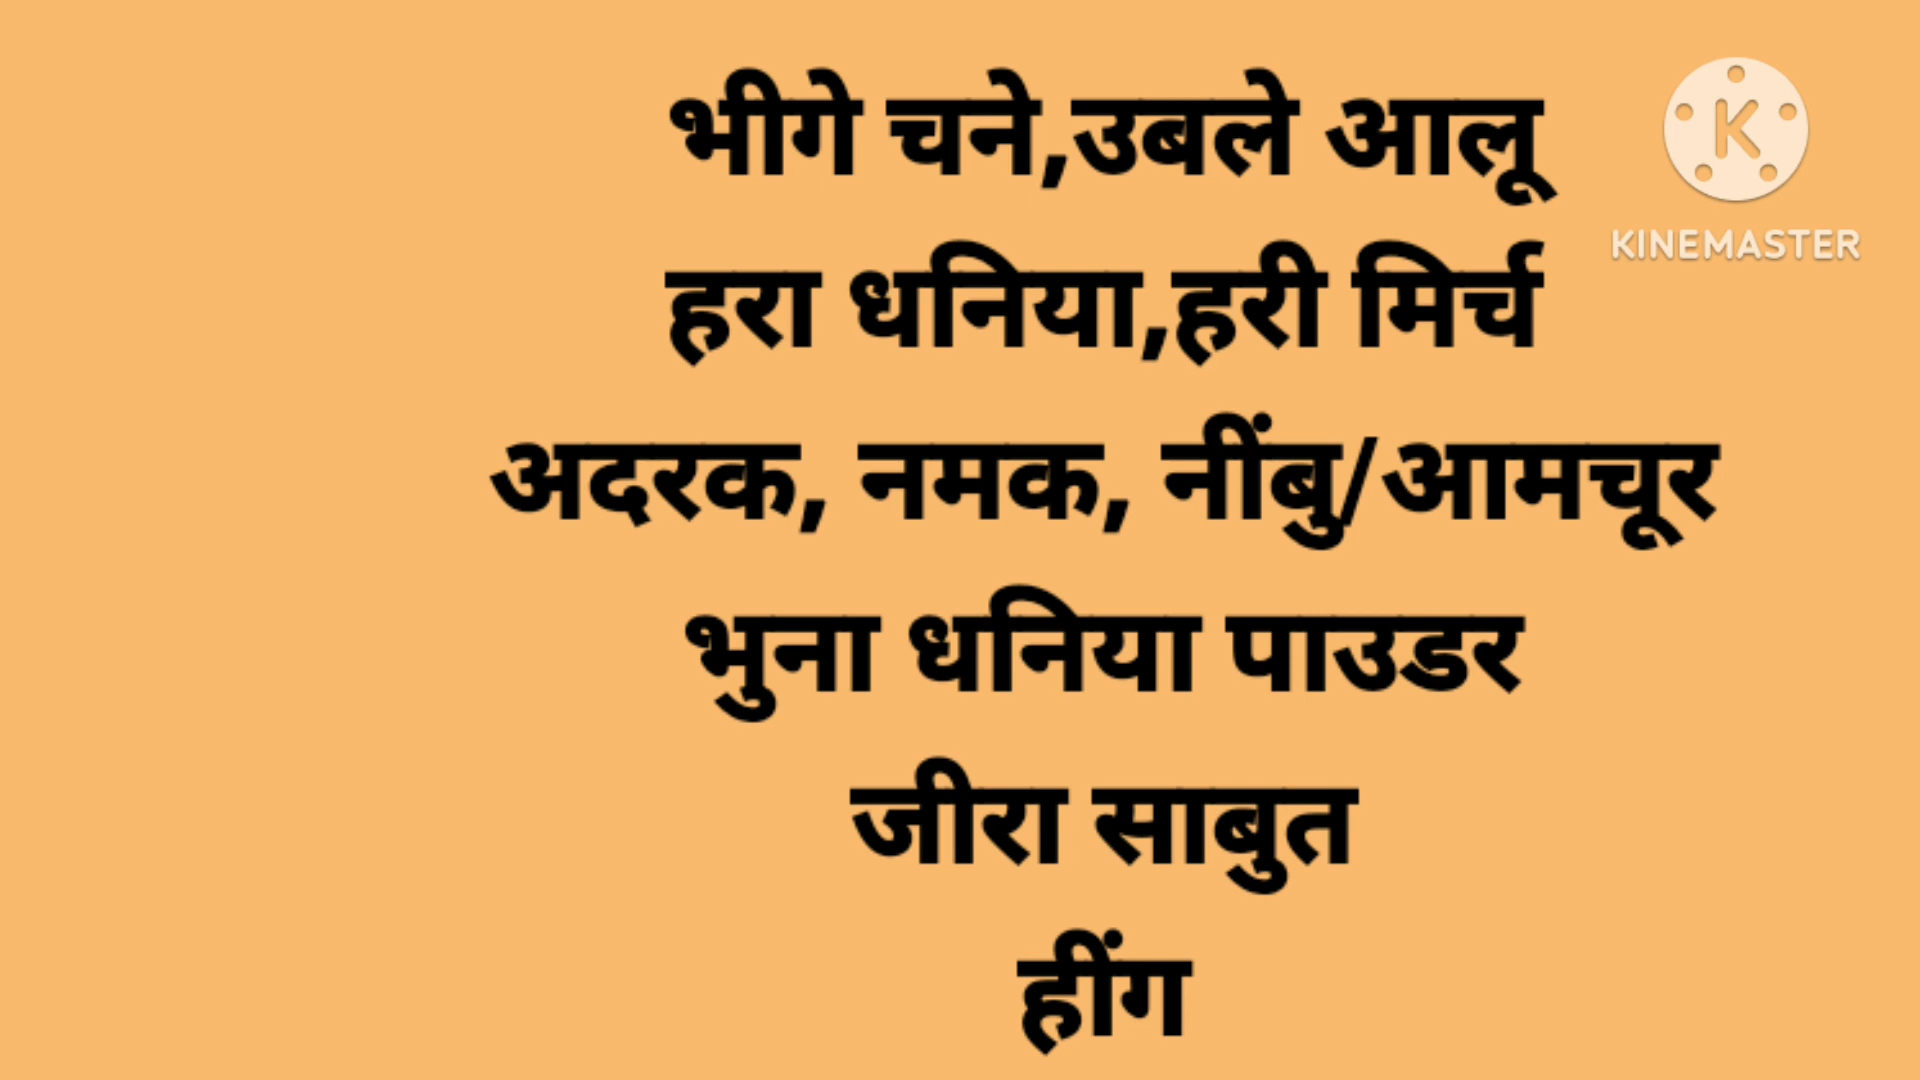 भीगे चने,उबले आलू
हरा धनिया,हरी मिर्च
अदरक, नमक, नींबु/आमचूर
भुना धनिया पाउडर
जीरा साबुत
हींग
K
KINEMASTER